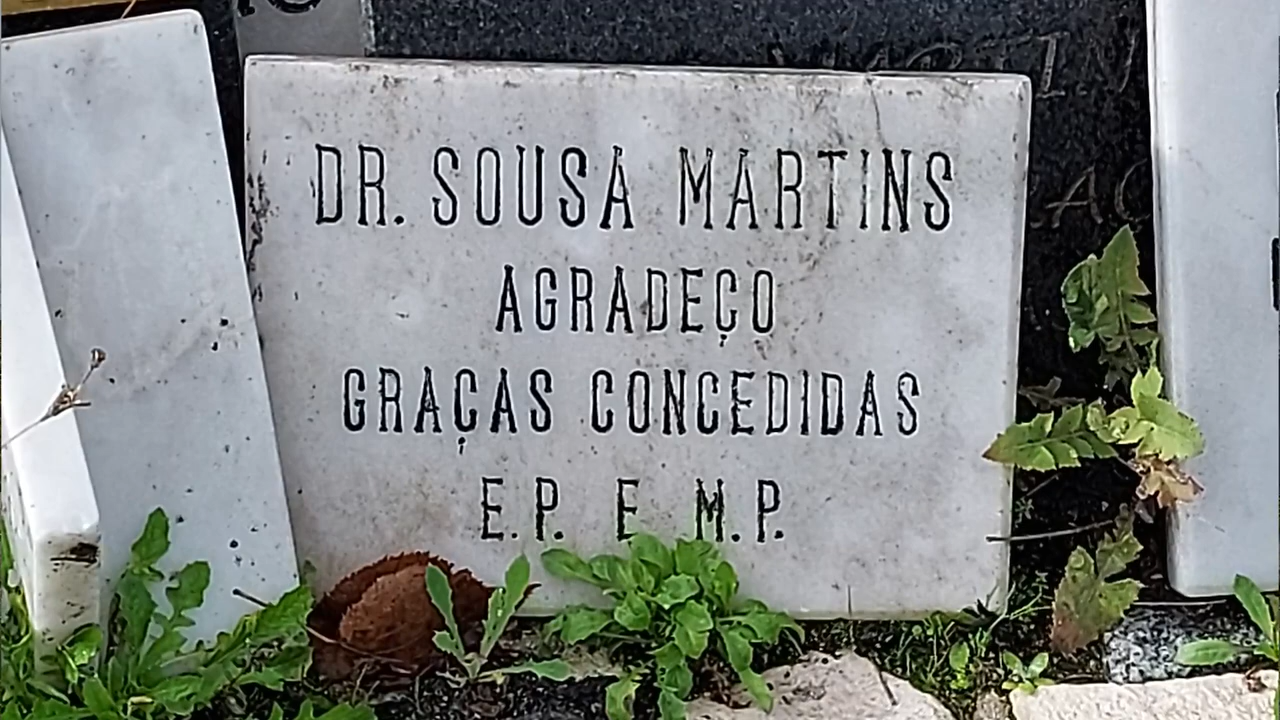 DR. SOUSA MARTINS
AGRADEÇO
GRAÇAS CONCEDIDAS
E.P. E M.P.